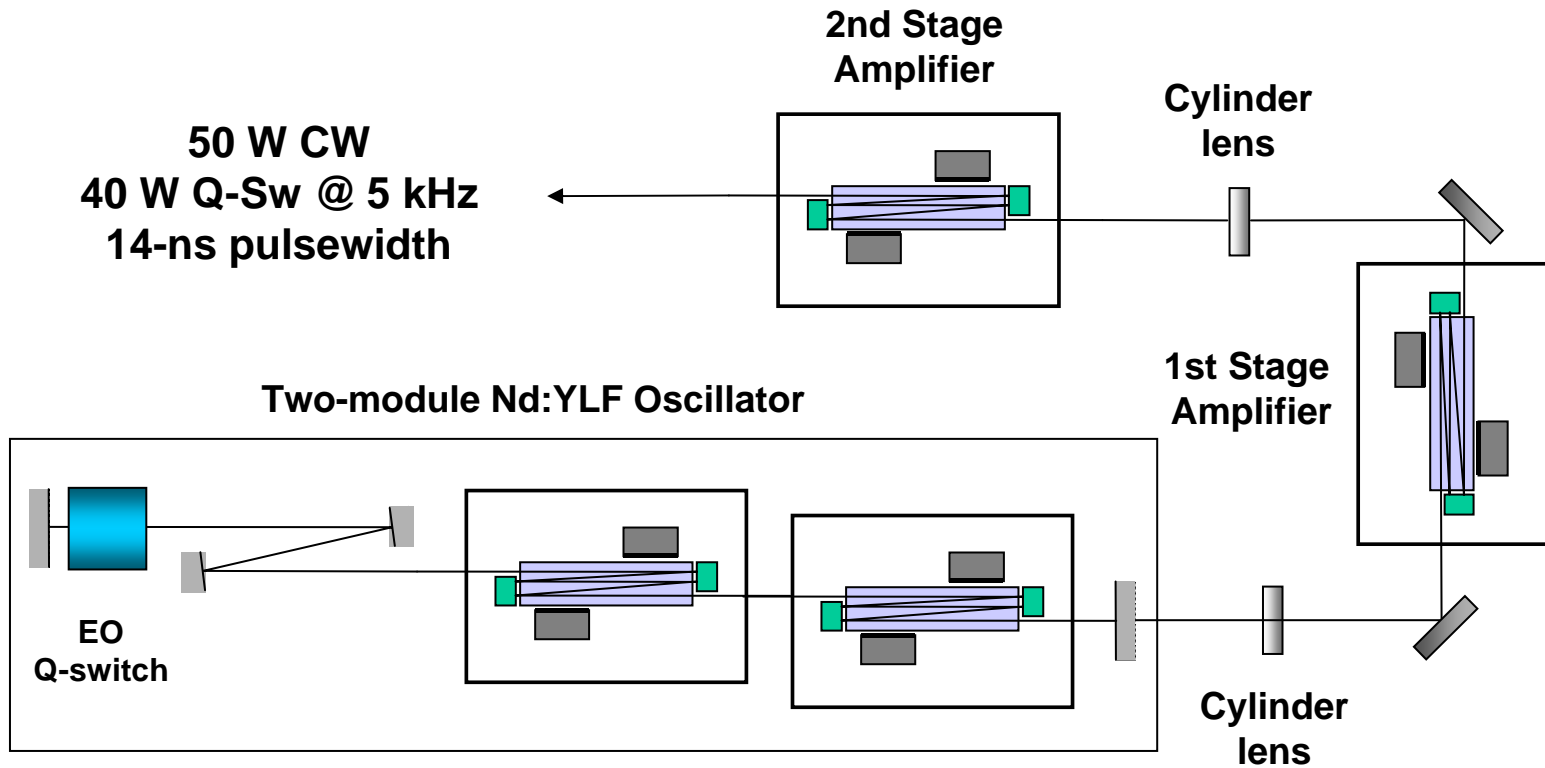 2nd Stage
Amplifier
Cylinder
lens
50 W CW
40 W Q-Sw @ 5 kHz
14-ns pulsewidth
1st Stage
Amplifier
Two-module Nd:YLF Oscillator
EO
Q-switch
Cylinder
lens